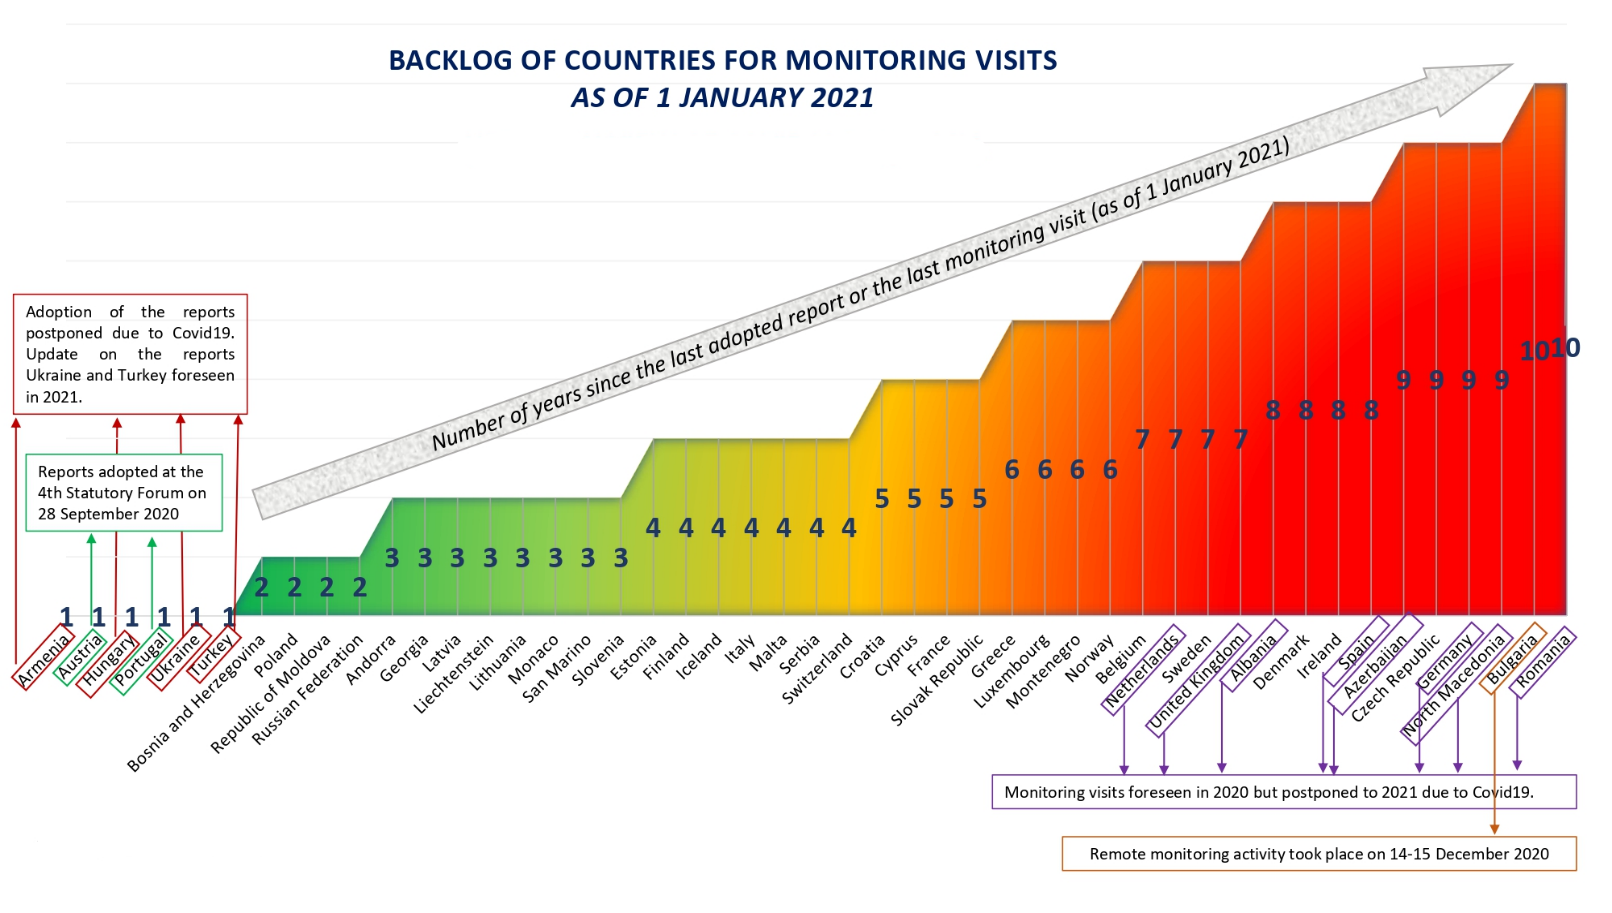 BACKLOG OF COUNTRIES FOR MONITORING VISITS
AS OF 1 JANUARY 2021
Number of years since the last adopted report or the last monitoring visit (as of 1 January 2021)
Adoption of the reports
postponed due to Covid19.
Update on the reports
Ukraine and Turkey foreseen
in 2021.
Reports adopted at the
4th Statutory Forum on
28 September 2020
1 1 1 1 1 1 2 2 2 2 3 3 3 3 3 3 3 3 4 4 4 4 4 4 4 5 5 5 5 6 6 6 6 7 7 7 7 8 8 8 8 9 9 9 9 10 10
Armenia
Austria
Hungary
Portugal
Ukraine
Turkey
Bosnia and Herzegovina
Poland
Republic of Moldova
Russian Federation
Andorra
Georgia
Latvia
Liechtenstein
Lithuania
Monaco
San Marino
Slovenia
Estonia
Finland
Iceland
Italy
Malta
Serbia
Switzerland
Croatia
Cyprus
France
Slovak Republic
Greece
Luxembourg
Montenegro
Norway
Belgium
Netherlands
Sweden
United Kingdom
Albania
Denmark
Ireland
Spain
Azerbaijan
Czech Republic
Germany
North Macedonia
Bulgaria
Romania
Monitoring visits foreseen in 2020 but postponed to 2021 due to Covid19.
Remote monitoring activity took place on 14-15 December 2020